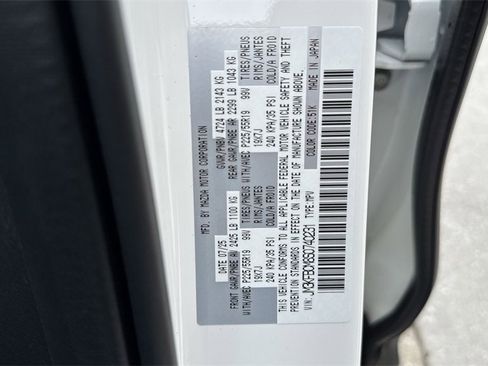 MFD. BY MAZDA MOTOR CORPORATION
DATE 07/25 GVWR/PNBV 4724 LB 2143 KG
FRONT GAWR/PNBE AV 2425 LB 1100 KG REAR GAWR/PNBE AR 2299 LB 1043 KG
WITH/AVEC P225/55R19 99V TIRES/PNEUS WITH/AVEC P225/55R19 99V TIRES/PNEUS
19X7J RIMS/JANTES 19X7J RIMS/JANTES
240 KPA/35 PSI COLD/A FROID 240 KPA/35 PSI COLD/A FROID
THIS VEHICLE CONFORMS TO ALL APPLICABLE FEDERAL MOTOR VEHICLE SAFETY AND THEFT
PREVENTION STANDARDS IN EFFECT ON THE DATE OF MANUFACTURE SHOWN ABOVE.
VIN: TYPE: MPV COLOR CODE: 51K MADE IN JAPAN